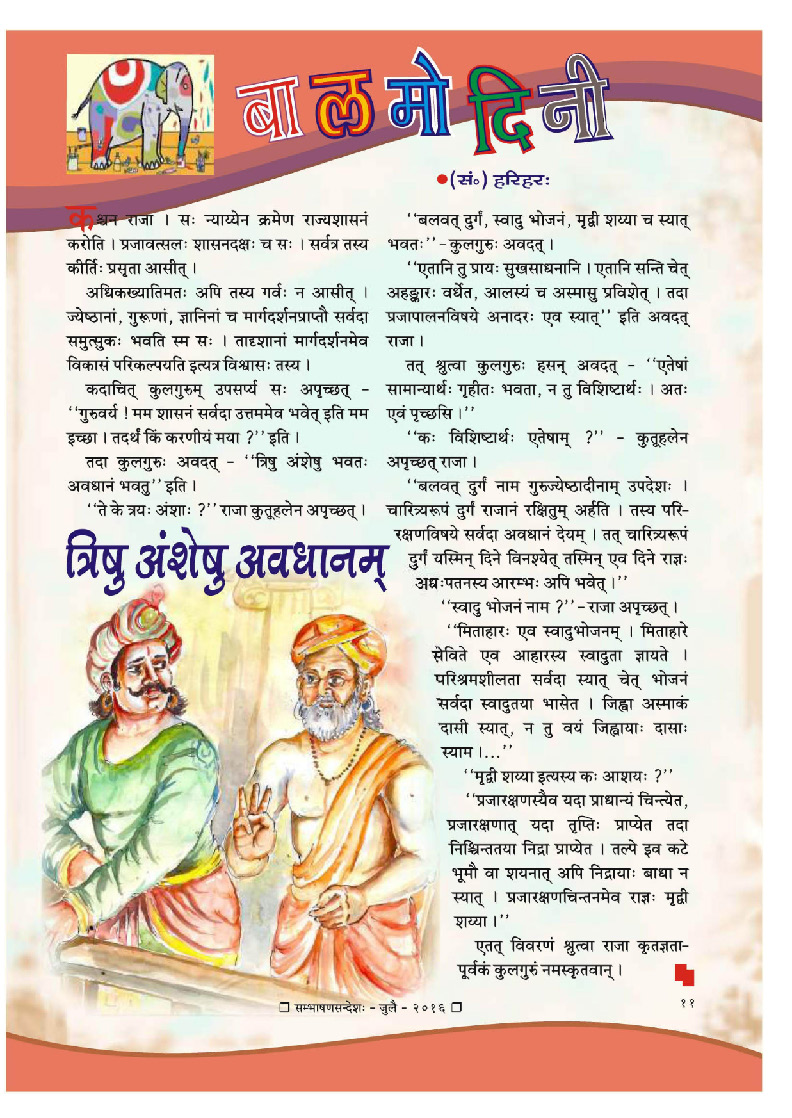 बालमोदिनी
●(सं॰) हरिहरः
कश्चन राजा । सः न्याय्येन क्रमेण राज्यशासनं
करोति । प्रजावत्सलः शासनदक्षः च सः । सर्वत्र तस्य
कीर्तिः प्रसृता आसीत् ।
अधिकख्यातिमतः अपि तस्य गर्वः न आसीत् ।
ज्येष्ठानां, गुरूणां, ज्ञानिनां च मार्गदर्शनप्राप्तौ सर्वदा
समुत्सुकः भवति स्म सः । तादृशानां मार्गदर्शनमेव
विकासं परिकल्पयति इत्यत्र विश्वासः तस्य ।
कदाचित् कुलगुरुम् उपसर्प्य सः अपृच्छत् –
‘‘गुरुवर्य ! मम शासनं सर्वदा उत्तममेव भवेत् इति मम
इच्छा । तदर्थं किं करणीयं मया ?’’ इति ।
तदा कुलगुरुः अवदत् – ‘‘त्रिषु अंशेषु भवतः
अवधानं भवतु’’ इति ।
‘‘ते के त्रयः अंशाः ?’’ राजा कुतूहलेन अपृच्छत् ।
त्रिषु अंशेषु अवधानम्
‘‘बलवत् दुर्गं, स्वादु भोजनं, मृद्वी शय्या च स्यात्
भवतः’’ – कुलगुरुः अवदत् ।
‘‘एतानि तु प्रायः सुखसाधनानि । एतानि सन्ति चेत्
अहङ्कारः वर्धेत, आलस्यं च अस्मासु प्रविशेत् । तदा
प्रजापालनविषये अनादरः एव स्यात्’’ इति अवदत्
राजा ।
तत् श्रुत्वा कुलगुरुः हसन् अवदत् – ‘‘एतेषां
सामान्यार्थः गृहीतः भवता, न तु विशिष्टार्थः । अतः
एवं पृच्छसि ।’’
‘‘कः विशिष्टार्थः एतेषाम् ?’’ – कुतूहलेन
अपृच्छत् राजा ।
‘‘बलवत् दुर्गं नाम गुरुज्येष्ठादीनाम् उपदेशः ।
चारित्र्यरूपं दुर्गं राजानं रक्षितुम् अर्हति । तस्य परि-
रक्षणविषये सर्वदा अवधानं देयम् । तत् चारित्र्यरूपं
दुर्गं यस्मिन् दिने विनश्येत् तस्मिन् एव दिने राज्ञः
अधःपतनस्य आरम्भः अपि भवेत् ।’’
‘‘स्वादु भोजनं नाम ?’’ – राजा अपृच्छत् ।
‘‘मिताहारः एव स्वादुभोजनम् । मिताहारे
सेविते एव आहारस्य स्वादुता ज्ञायते ।
परिश्रमशीलता सर्वदा स्यात् चेत् भोजनं
सर्वदा स्वादुतया भासेत । जिह्वा अस्माकं
दासी स्यात्, न तु वयं जिह्वायाः दासाः
स्याम ।...’’
‘‘मृद्वी शय्या इत्यस्य कः आशयः ?’’
‘‘प्रजारक्षणस्यैव यदा प्राधान्यं चिन्त्येत,
प्रजारक्षणात् यदा तृप्तिः प्राप्येत तदा
निश्चिन्ततया निद्रा प्राप्येत । तल्पे इव कटे
भूमौ वा शयनात् अपि निद्रायाः बाधा न
स्यात् । प्रजारक्षणचिन्तनमेव राज्ञः मृद्वी
शय्या ।’’
एतत् विवरणं श्रुत्वा राजा कृतज्ञता-
पूर्वकं कुलगुरुं नमस्कृतवान् ।
❐ सम्भाषणसन्देशः – जुलै – २०१६ ❐
११